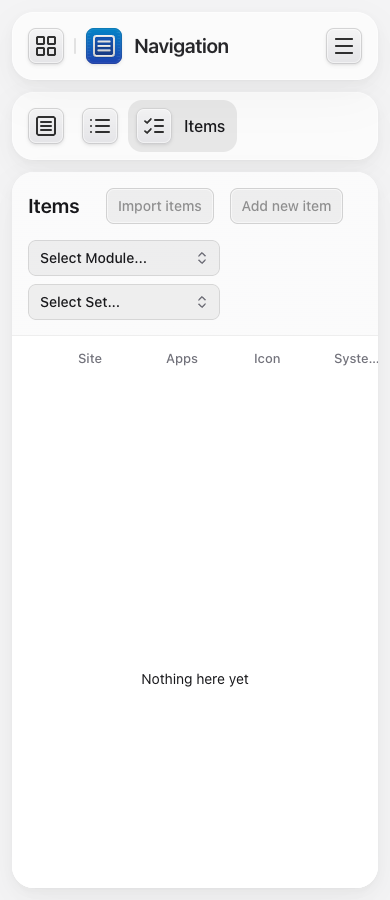 Navigation
Items
Items
Import items
Add new item
Select Module...
Select Set...
Site Apps Icon Syste...
Nothing here yet